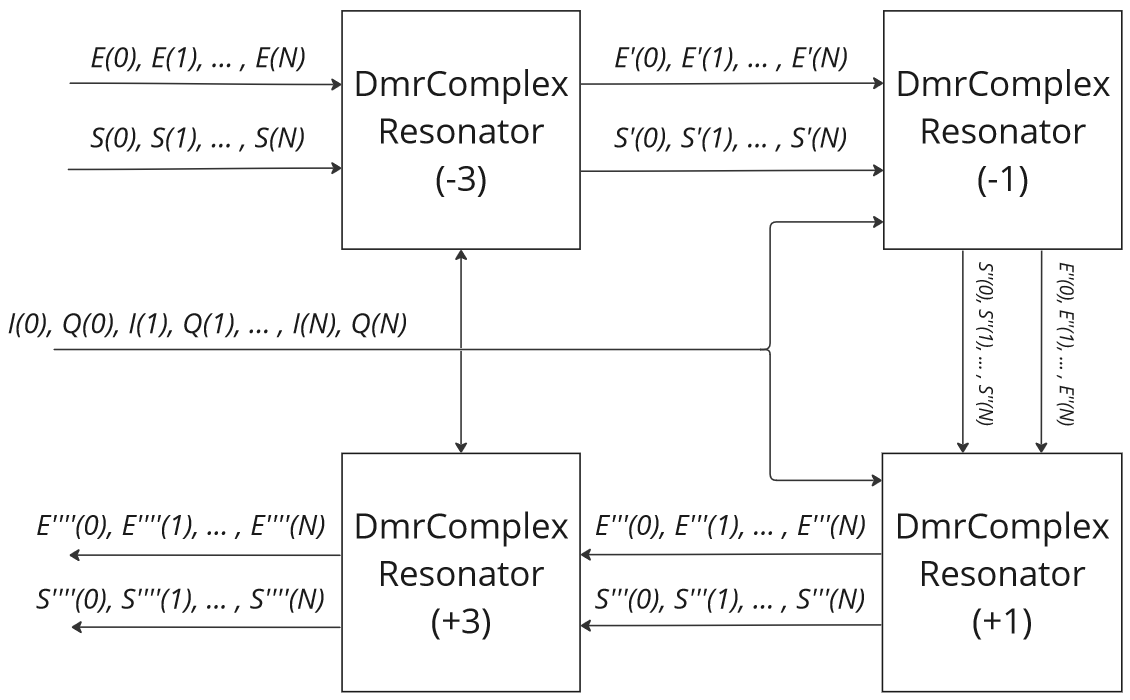 E(0), E(1), ... , E(N)
S(0), S(1), ... , S(N)
DmrComplex
Resonator
(-3)
E'(0), E'(1), ... , E'(N)
S'(0), S'(1), ... , S'(N)
DmrComplex
Resonator
(-1)
I(0), Q(0), I(1), Q(1), ... , I(N), Q(N)
S''(0), S''(1), ... , S''(N)
E''(0), E''(1), ... , E''(N)
E''''(0), E''''(1), ... , E''''(N)
S''''(0), S''''(1), ... , S''''(N)
DmrComplex
Resonator
(+3)
E'''(0), E'''(1), ... , E'''(N)
S'''(0), S'''(1), ... , S'''(N)
DmrComplex
Resonator
(+1)